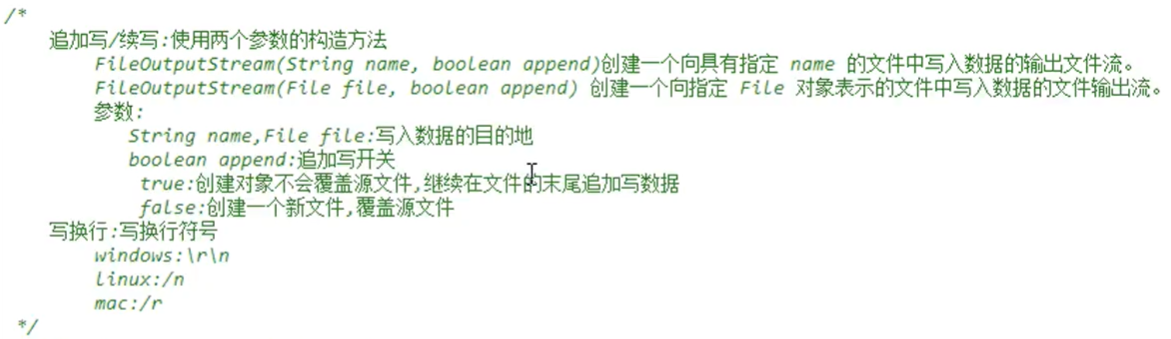 /*
追加写/续写:使用两个参数的构造方法
FileOutputStream(String name, boolean append)创建一个向具有指定 name 的文件中写入数据的输出文件流。
FileOutputStream(File file, boolean append) 创建一个向指定 File 对象表示的文件中写入数据的文件输出流。
参数:
String name,File file:写入数据的目的地
boolean append:追加写开关
true:创建对象不会覆盖源文件,继续在文件的末尾追加写数据
false:创建一个新文件,覆盖源文件
写换行:写换行符号
windows:\r\n
linux:/n
mac:/r
*/